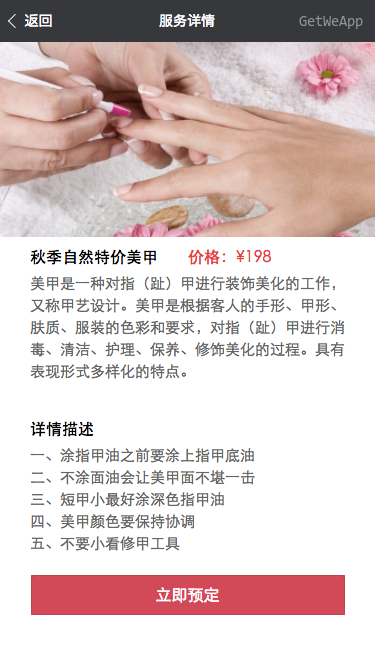 返回 服务详情 GetWeApp
秋季自然特价美甲 价格：¥198
美甲是一种对指（趾）甲进行装饰美化的工作，
又称甲艺设计。美甲是根据客人的手形、甲形、
肤质、服装的色彩和要求，对指（趾）甲进行消
毒、清洁、护理、保养、修饰美化的过程。具有
表现形式多样化的特点。
详情描述
一、涂指甲油之前要涂上指甲底油
二、不涂面油会让美甲面不堪一击
三、短甲小最好涂深色指甲油
四、美甲颜色要保持协调
五、不要小看修甲工具
立即预定